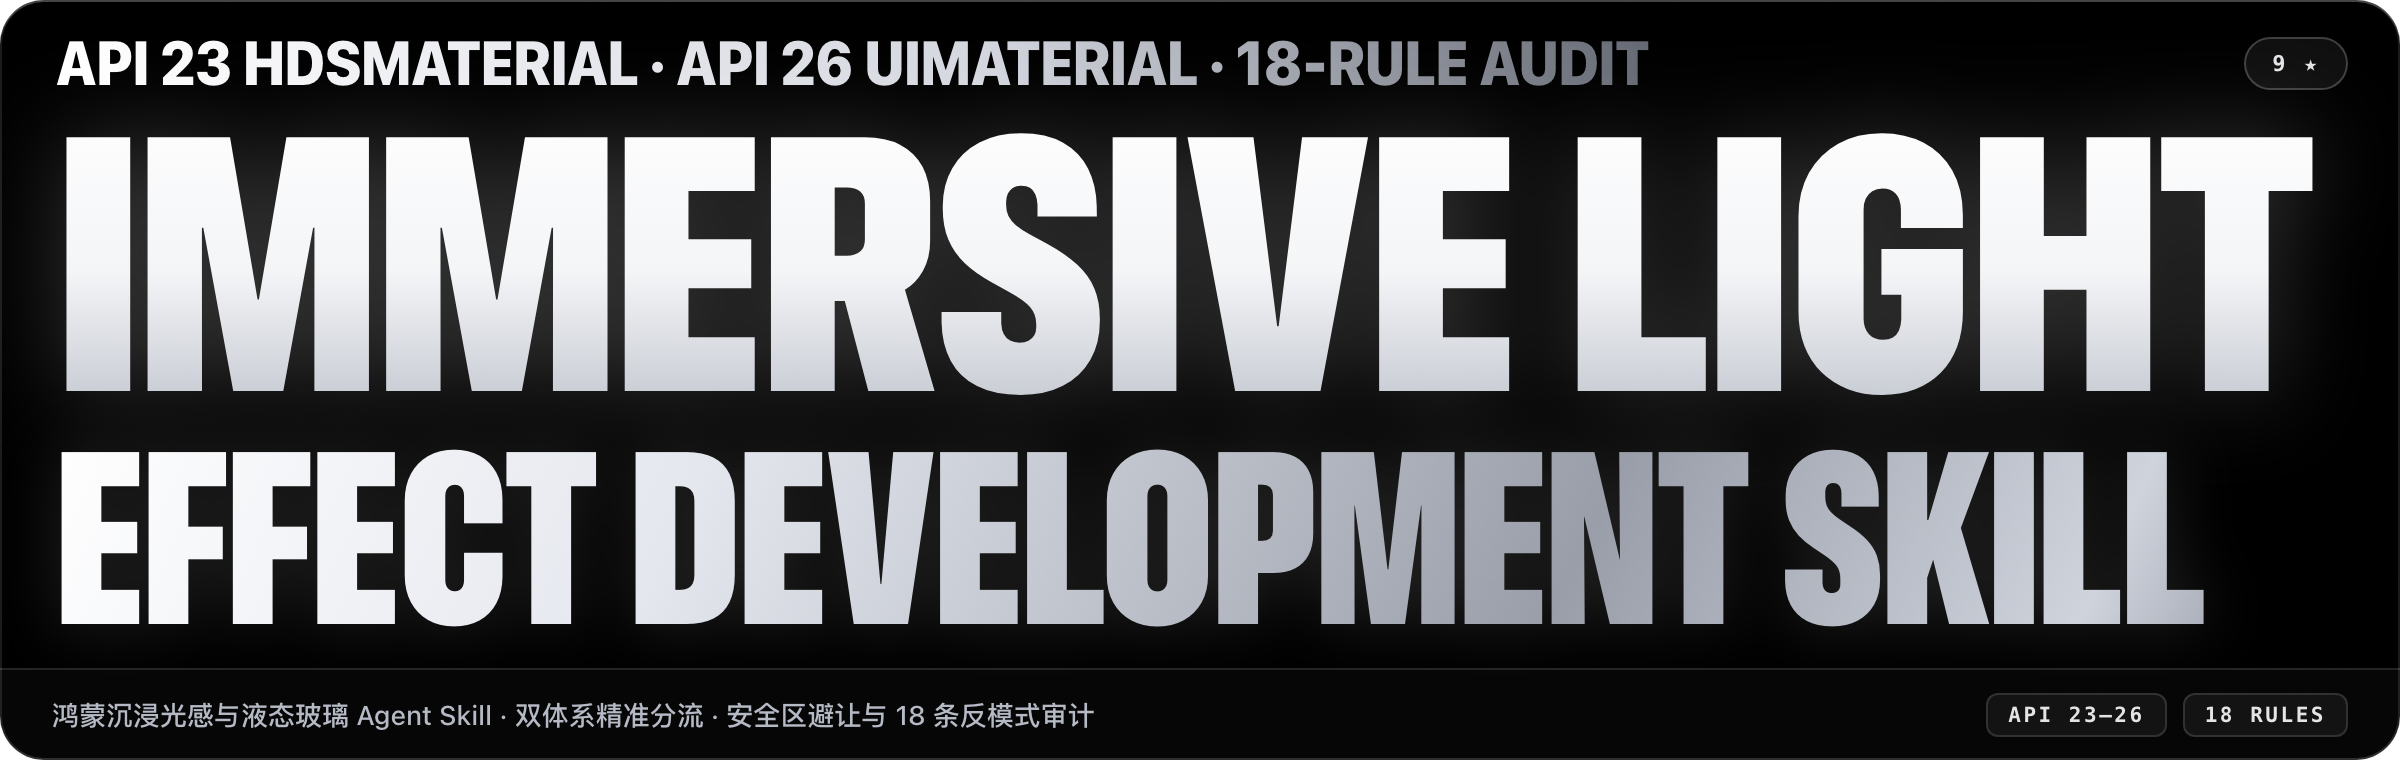 API 23 HDSMATERIAL · API 26 UIMATERIAL · 18-RULE AUDIT
9 ★
IMMERSIVE LIGHT
EFFECT DEVELOPMENT SKILL
鸿蒙沉浸光感与液态玻璃 Agent Skill · 双体系精准分流 · 安全区避让与 18 条反模式审计
API 23–26
18 RULES